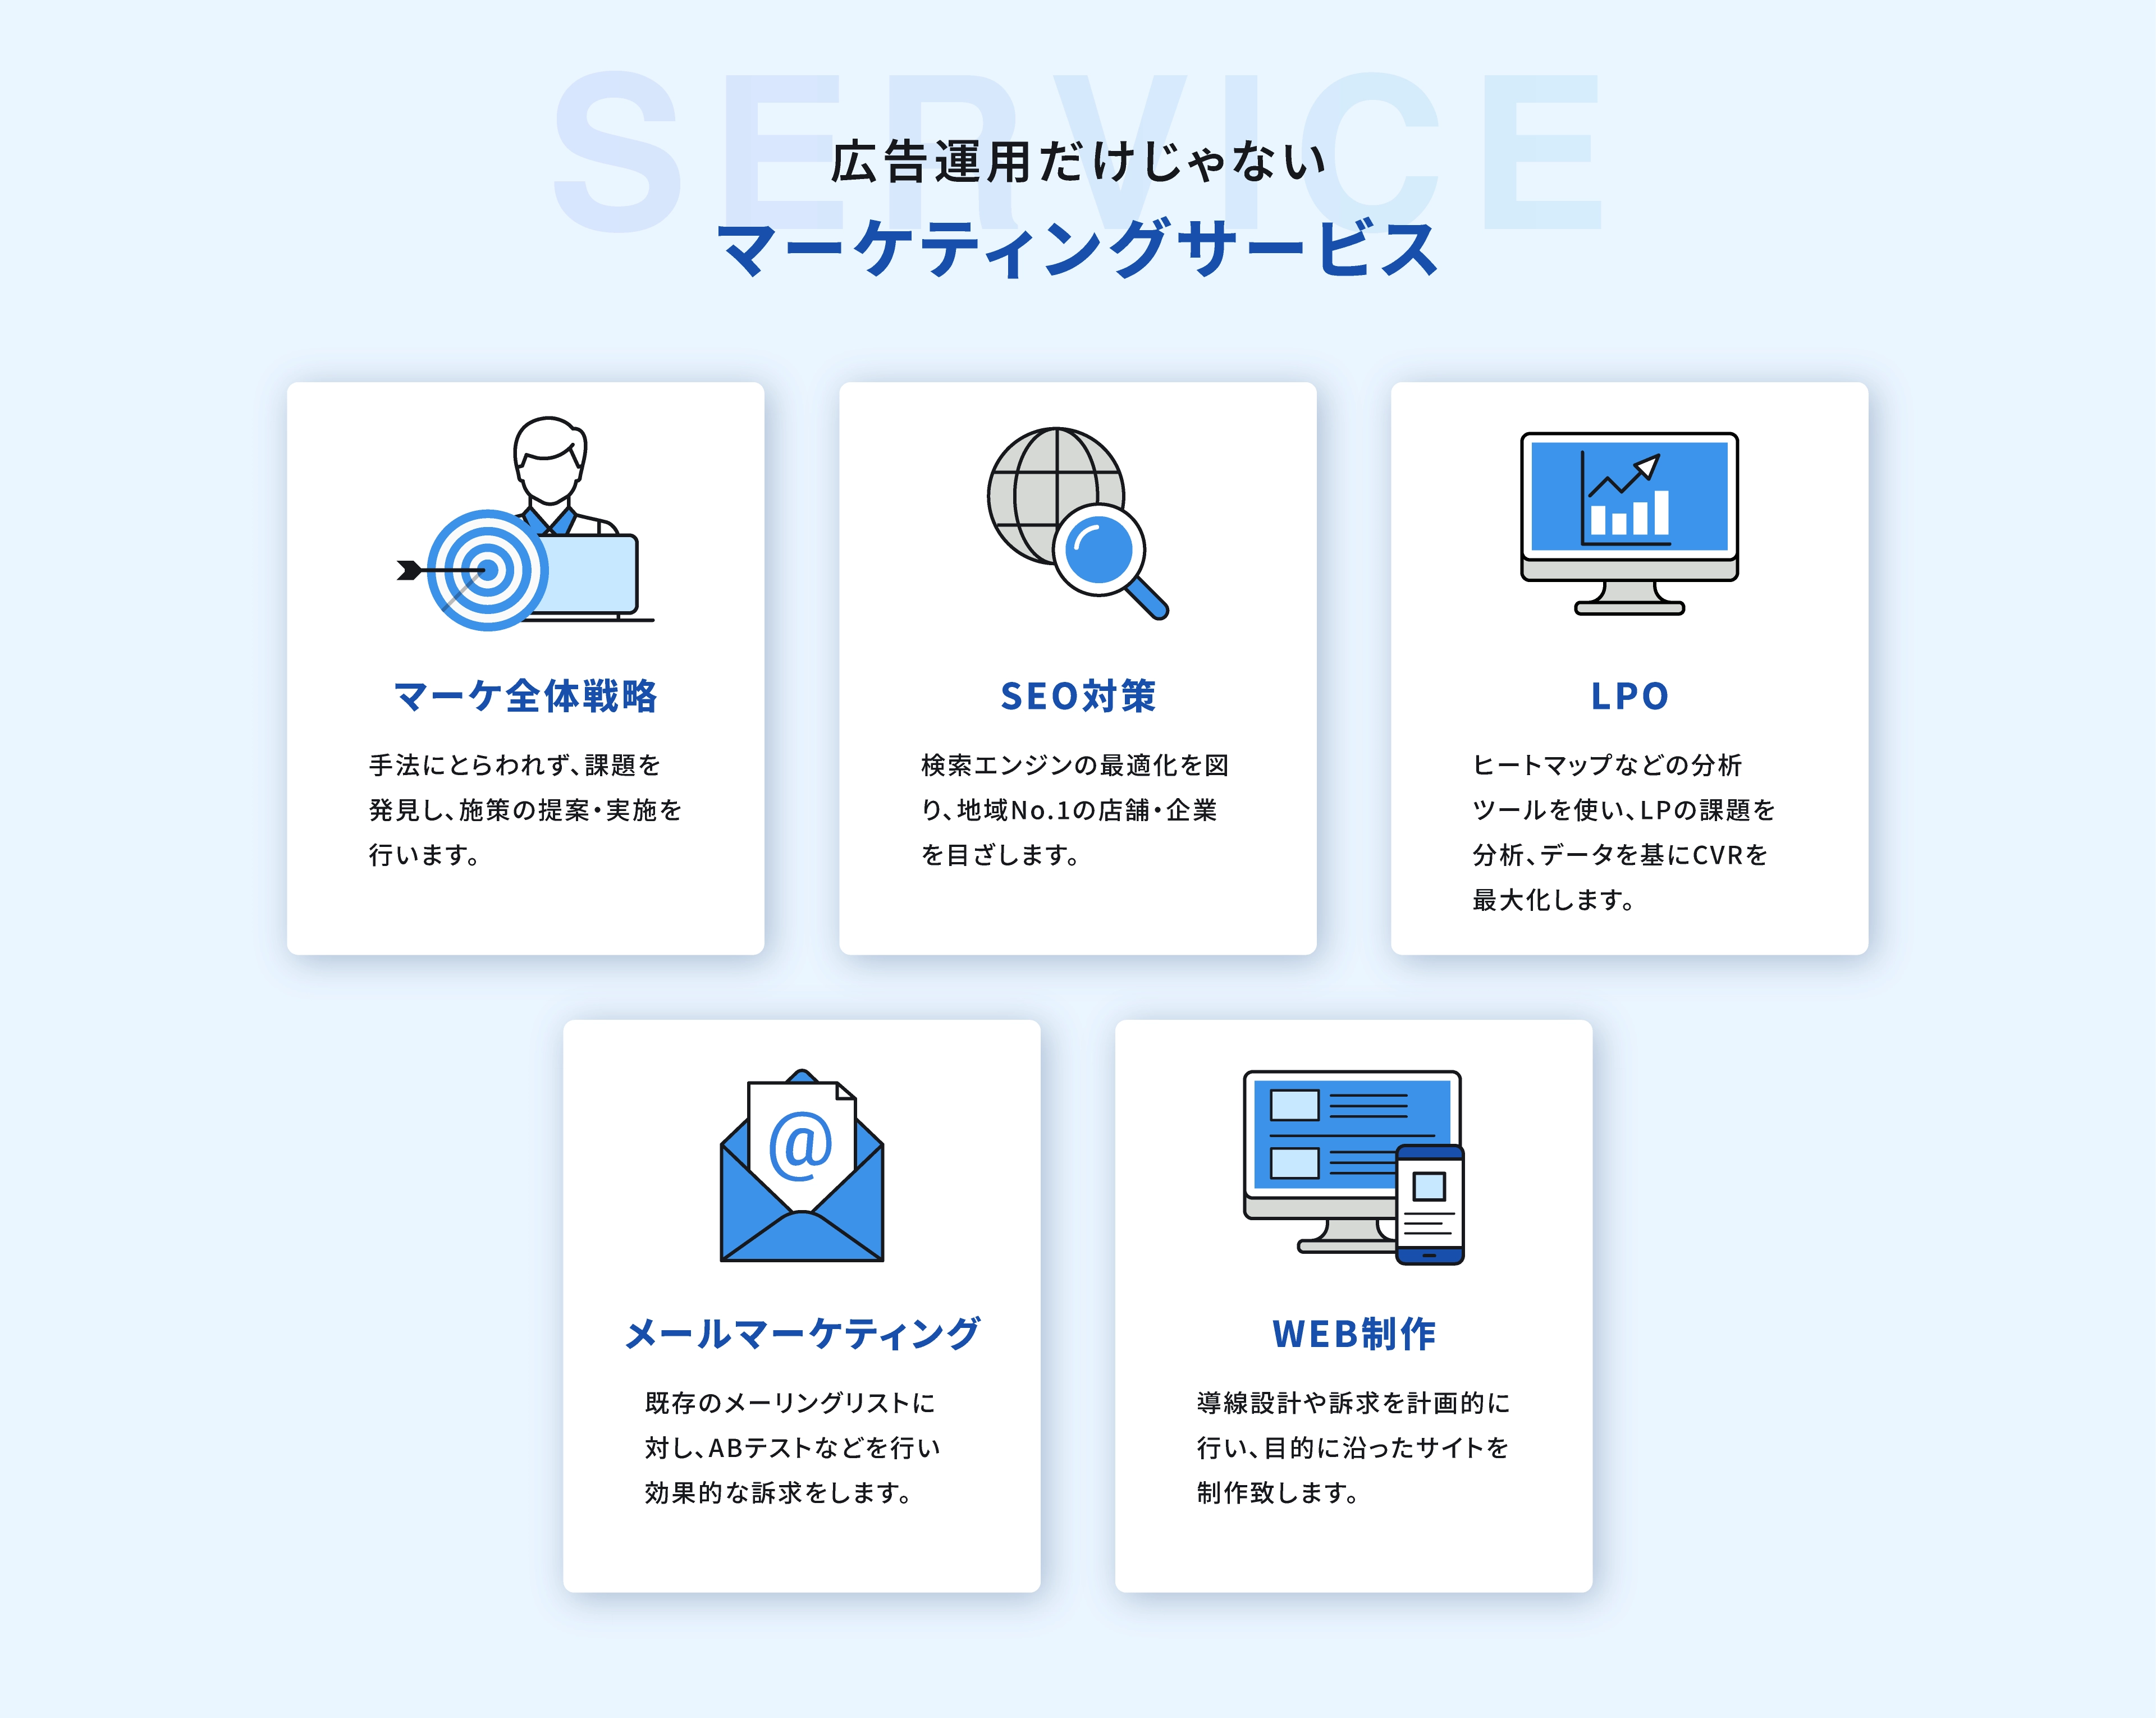 SERVICE
広告運用だけじゃない
マーケティングサービス
マーケ全体戦略
手法にとらわれず、課題を
発見し、施策の提案・実施を
行います。
SEO対策
検索エンジンの最適化を図
り、地域No.1の店舗・企業
を目ざします。
LPO
ヒートマップなどの分析
ツールを使い、LPの課題を
分析、データを基にCVRを
最大化します。
@
メールマーケティング
既存のメーリングリストに
対し、ABテストなどを行い
効果的な訴求をします。
WEB制作
導線設計や訴求を計画的に
行い、目的に沿ったサイトを
制作致します。